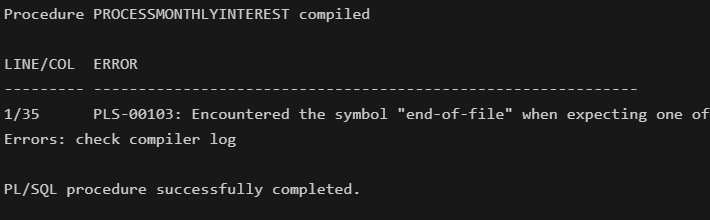 Procedure PROCESSMONTHLYINTEREST compiled
LINE/COL  ERROR
--------- -------------------------------------------------------------
1/35      PLS-00103: Encountered the symbol "end-of-file" when expecting one of
Errors: check compiler log
PL/SQL procedure successfully completed.